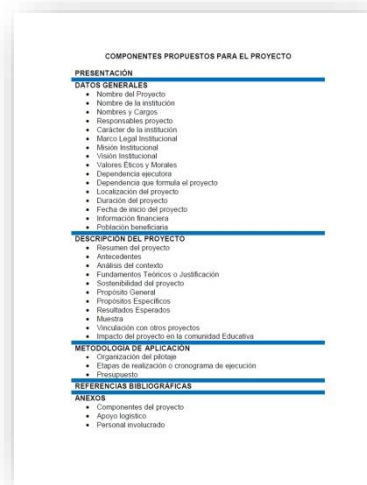 COMPONENTES PROPUESTOS PARA EL PROYECTO
PRESENTACIÓN
DATOS GENERALES
• Nombre del Proyecto
• Nombre de la institución
• Nombres y Cargos
• Responsables proyecto
• Carácter de la institución
• Marco Legal Institucional
• Misión Institucional
• Visión Institucional
• Valores Éticos y Morales
• Dependencia ejecutora
• Dependencia que formula el proyecto
• Localización del proyecto
• Duración del proyecto
• Fecha de inicio del proyecto
• Información financiera
• Población beneficiaria
DESCRIPCIÓN DEL PROYECTO
• Resumen del proyecto
• Antecedentes
• Análisis del contexto
• Fundamentos Teóricos o Justificación
• Sostenibilidad del proyecto
• Propósito General
• Propósitos Específicos
• Resultados Esperados
• Muestra
• Vinculación con otros proyectos
• Impacto del proyecto en la comunidad Educativa
METODOLOGÍA DE APLICACIÓN
• Organización del pilotaje
• Etapas de realización o cronograma de ejecución
• Presupuesto
REFERENCIAS BIBLIOGRÁFICAS
ANEXOS
• Componentes del proyecto
• Apoyo logístico
• Personal involucrado